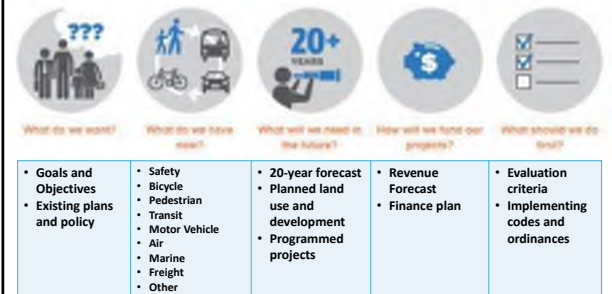 ???
20+
YEARS
$
What do we want?
What do we have
now?
What will we need in
the future?
How will we fund our
projects?
What should we do
first?
• Goals and
Objectives
• Existing plans
and policy
• Safety
• Bicycle
• Pedestrian
• Transit
• Motor Vehicle
• Air
• Marine
• Freight
• Other
• 20-year forecast
• Planned land
use and
development
• Programmed
projects
• Revenue
Forecast
• Finance plan
• Evaluation
criteria
• Implementing
codes and
ordinances